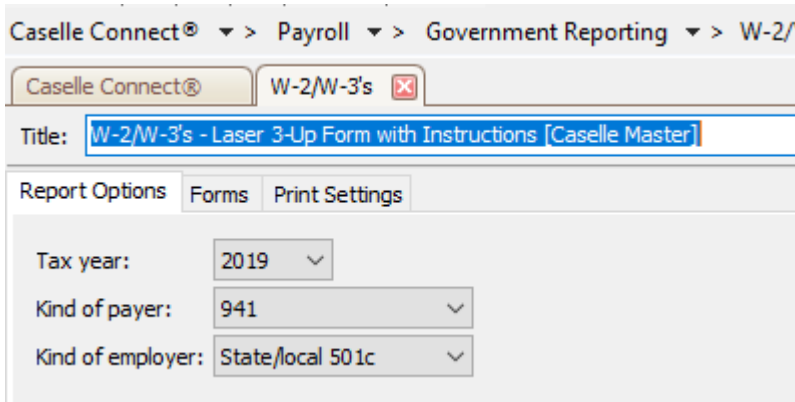 Caselle Connect® > Payroll > Government Reporting > W-2/
Caselle Connect® W-2/W-3's
Title: W-2/W-3's - Laser 3-Up Form with Instructions [Caselle Master]
Report Options Forms Print Settings
Tax year: 2019
Kind of payer: 941
Kind of employer: State/local 501c